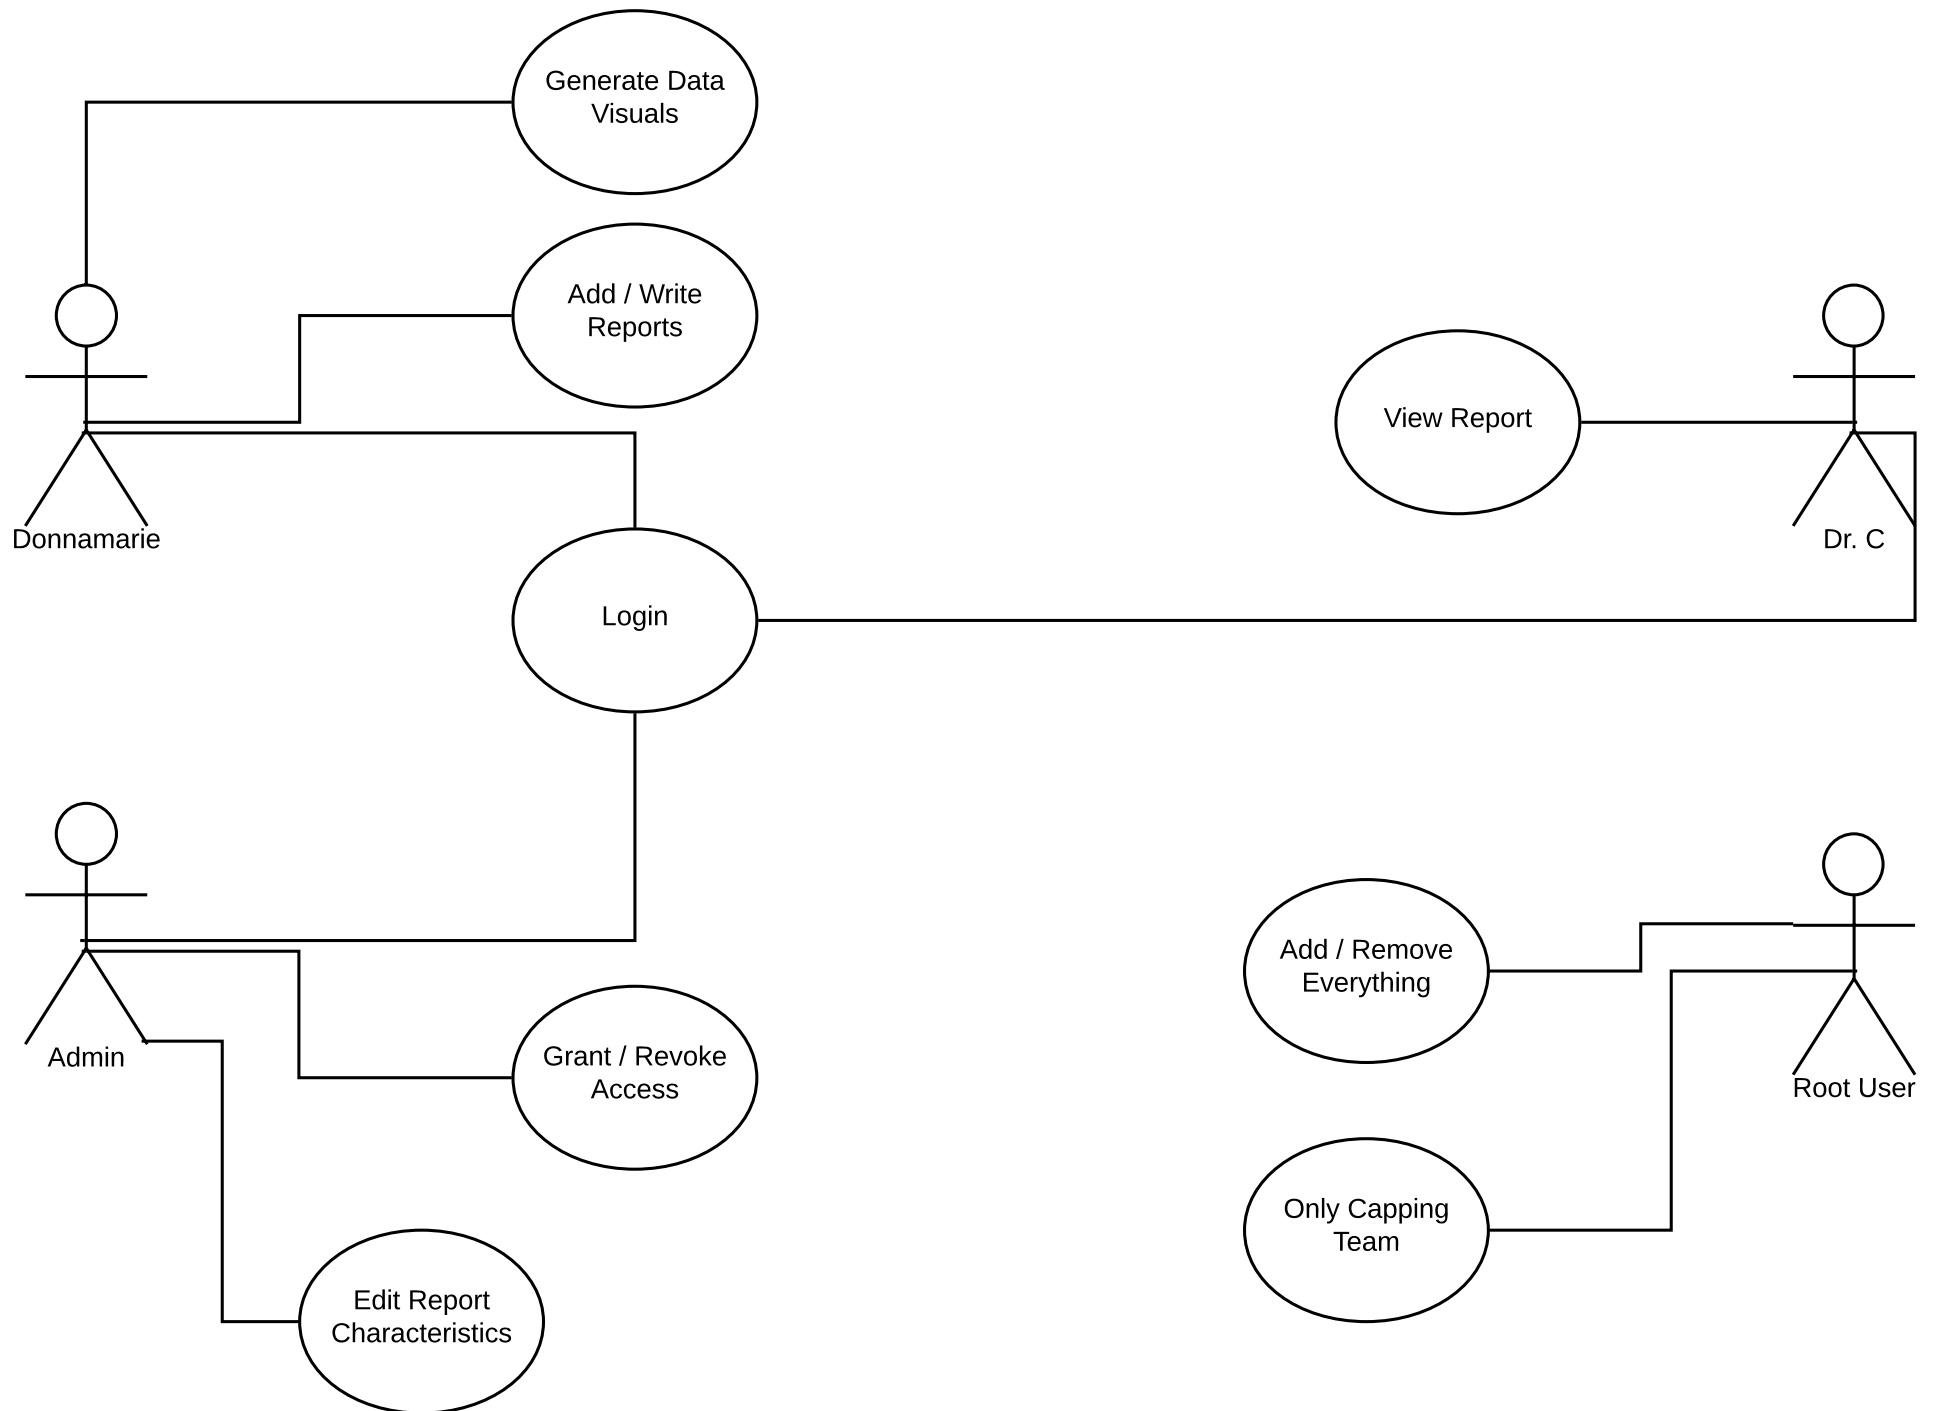 Generate Data
Visuals
Add / Write
Reports
View Report
Donnamarie
Dr. C
Login
Add / Remove
Everything
Admin
Grant / Revoke
Access
Root User
Only Capping
Team
Edit Report
Characteristics